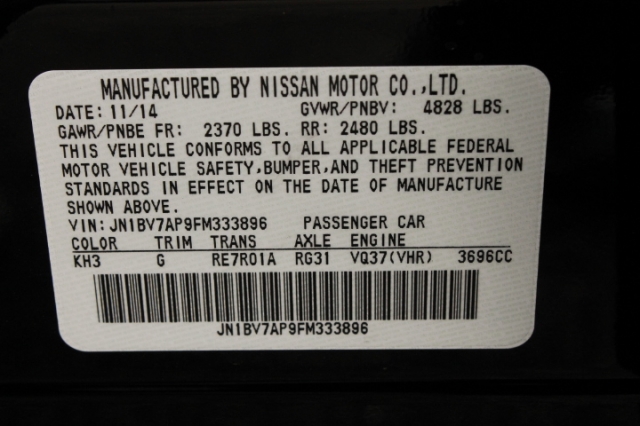 MANUFACTURED BY NISSAN MOTOR CO.,LTD.
DATE: 11/14 GVWR/PNBV: 4828 LBS.
GAWR/PNBE FR: 2370 LBS. RR: 2480 LBS.
THIS VEHICLE CONFORMS TO ALL APPLICABLE FEDERAL
MOTOR VEHICLE SAFETY,BUMPER,AND THEFT PREVENTION
STANDARDS IN EFFECT ON THE DATE OF MANUFACTURE
SHOWN ABOVE.
VIN:JN1BV7AP9FM333896 PASSENGER CAR
COLOR TRIM TRANS AXLE ENGINE
KH3 G RE7R01A RG31 VQ37(VHR) 3696CC
JN1BV7AP9FM333896